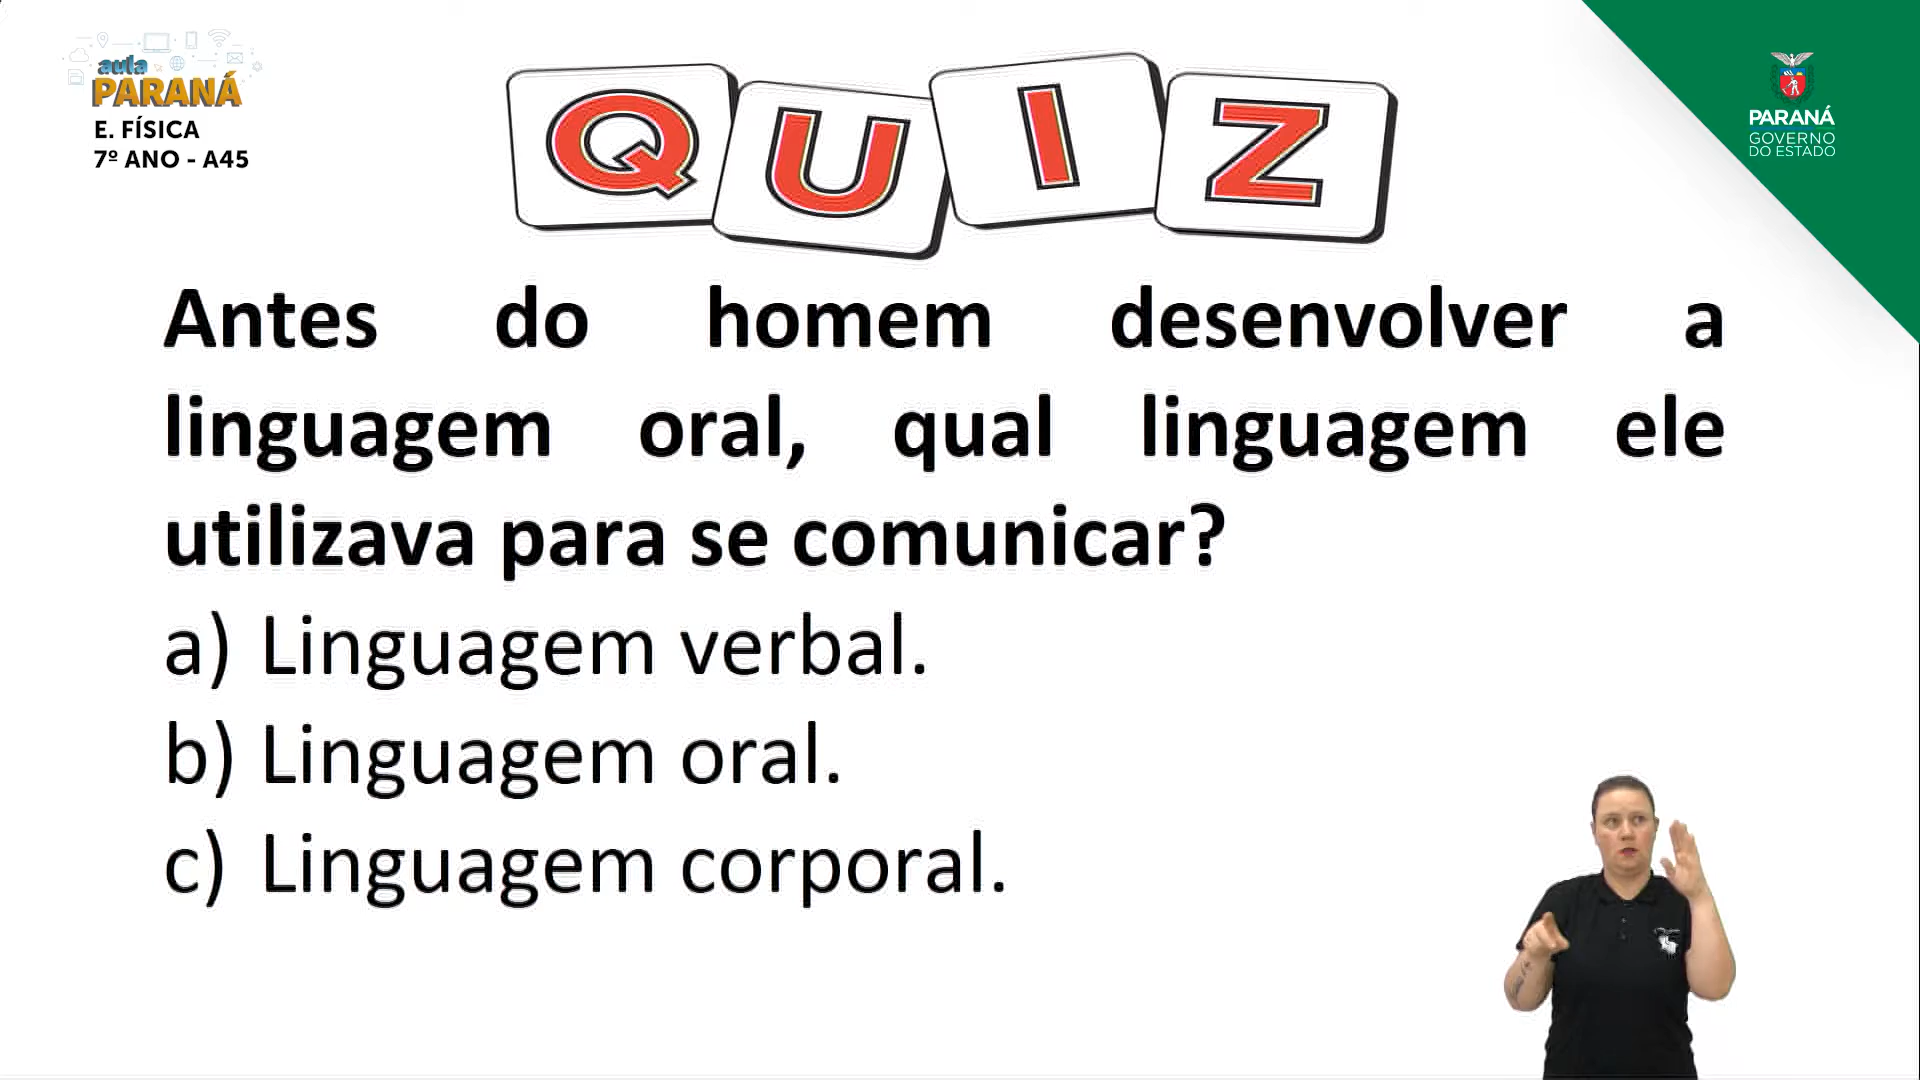 aula
PARANÁ
E. FÍSICA
7º ANO - A45
QUIZ
PARANÁ
GOVERNO
DO ESTADO
Antes do homem desenvolver a
linguagem oral, qual linguagem ele
utilizava para se comunicar?
a) Linguagem verbal.
b) Linguagem oral.
c) Linguagem corporal.